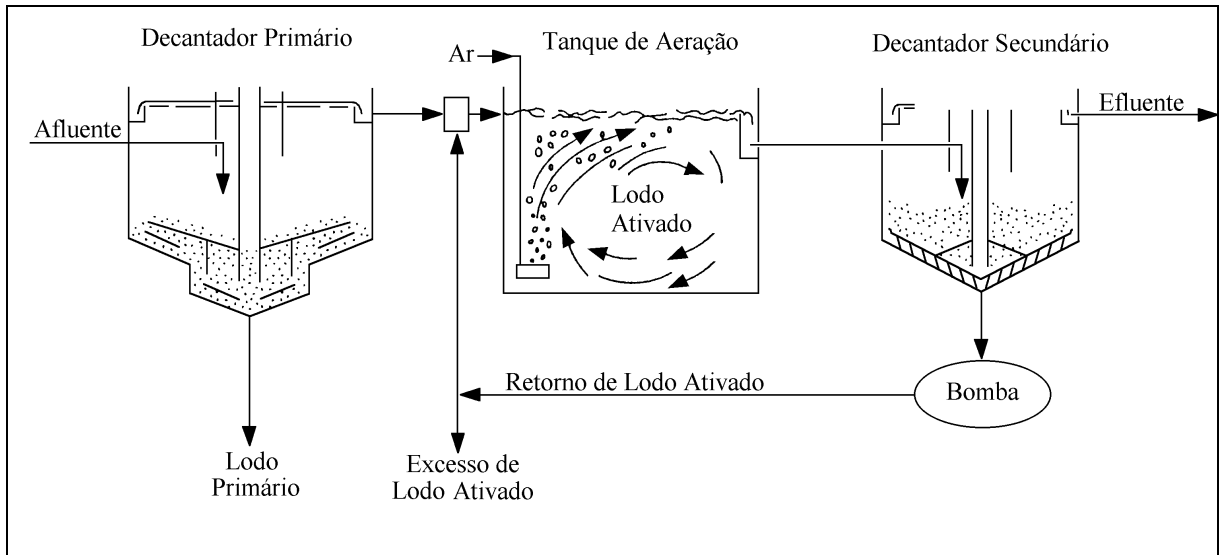 Decantador Primário
Tanque de Aeração
Decantador Secundário
Ar
Afluente
Efluente
Lodo
Ativado
Retorno de Lodo Ativado
Bomba
Lodo
Primário
Excesso de
Lodo Ativado